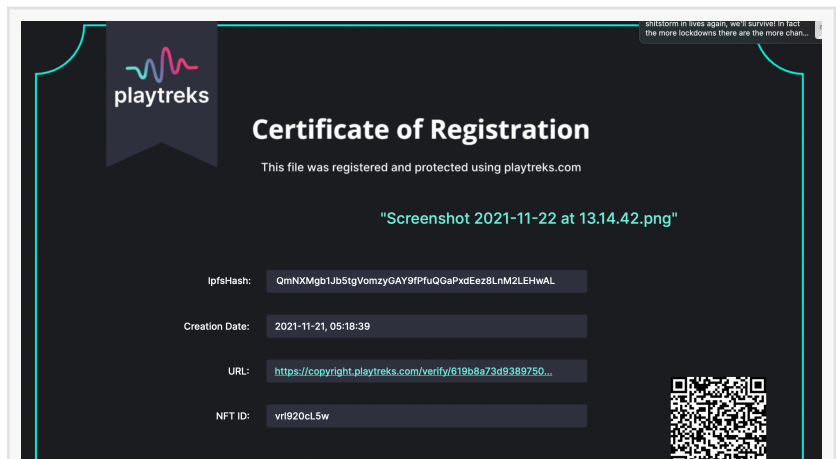 shitstorm in lives again, we'll survive! In fact
the more lockdowns there are the more chan...
playtreks
Certificate of Registration
This file was registered and protected using playtreks.com
"Screenshot 2021-11-22 at 13.14.42.png"
IpfsHash: QmNXMgb1Jb5tgVomzyGAY9fPfuQGaPxdEez8LnM2LEHwAL
Creation Date: 2021-11-21, 05:18:39
URL: https://copyright.playtreks.com/verify/619b8a73d9389750...
NFT ID: vrl920cL5w